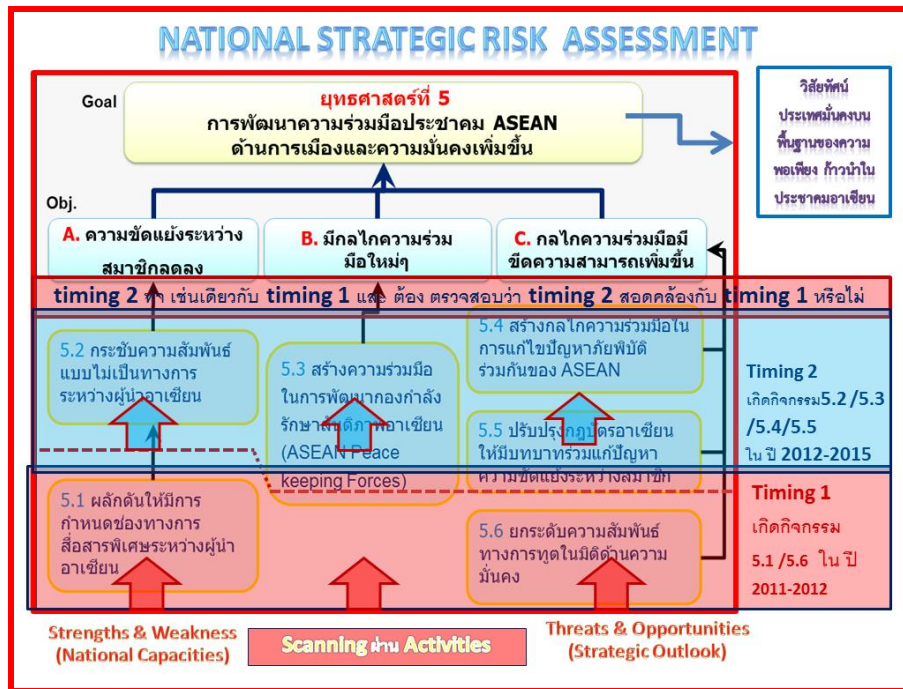 NATIONAL STRATEGIC RISK ASSESSMENT
Goal
ยุทธศาสตร์ที่ 5
การพัฒนาความร่วมมือประชาคม ASEAN
ด้านการเมืองและความมั่นคงเพิ่มขึ้น
วิสัยทัศน์
ประเทศมั่นคงบน
พื้นฐานของความ
พอเพียง ก้าวนำใน
ประชาคมอาเซียน
Obj.
A. ความขัดแย้งระหว่าง
สมาชิกลดลง
B. มีกลไกความร่วม
มือใหม่ๆ
C. กลไกความร่วมมือมี
ขีดความสามารถเพิ่มขึ้น
timing 2 ทำ เช่นเดียวกับ timing 1 และ ต้อง ตรวจสอบว่า timing 2 สอดคล้องกับ timing 1 หรือไม่
5.2 กระชับความสัมพันธ์
แบบไม่เป็นทางการ
ระหว่างผู้นำอาเซียน
5.3 สร้างความร่วมมือ
ในการพัฒนากองกำลัง
รักษาสันติภาพอาเซียน
(ASEAN Peace
keeping Forces)
5.4 สร้างกลไกความร่วมมือใน
การแก้ไขปัญหาภัยพิบัติ
ร่วมกันของ ASEAN
5.5 ปรับปรุงกฎบัตรอาเซียน
ให้มีบทบาทร่วมแก้ปัญหา
ความขัดแย้งระหว่างสมาชิก
Timing 2
เกิดกิจกรรม5.2 /5.3
/5.4/5.5
ใน ปี 2012-2015
5.1 ผลักดันให้มีการ
กำหนดช่องทางการ
สื่อสารพิเศษระหว่างผู้นำ
อาเซียน
5.6 ยกระดับความสัมพันธ์
ทางการทูตในมิติด้านความ
มั่นคง
Timing 1
เกิดกิจกรรม
5.1 /5.6 ใน ปี
2011-2012
Strengths & Weakness
(National Capacities)
Scanning ผ่าน Activities
Threats & Opportunities
(Strategic Outlook)